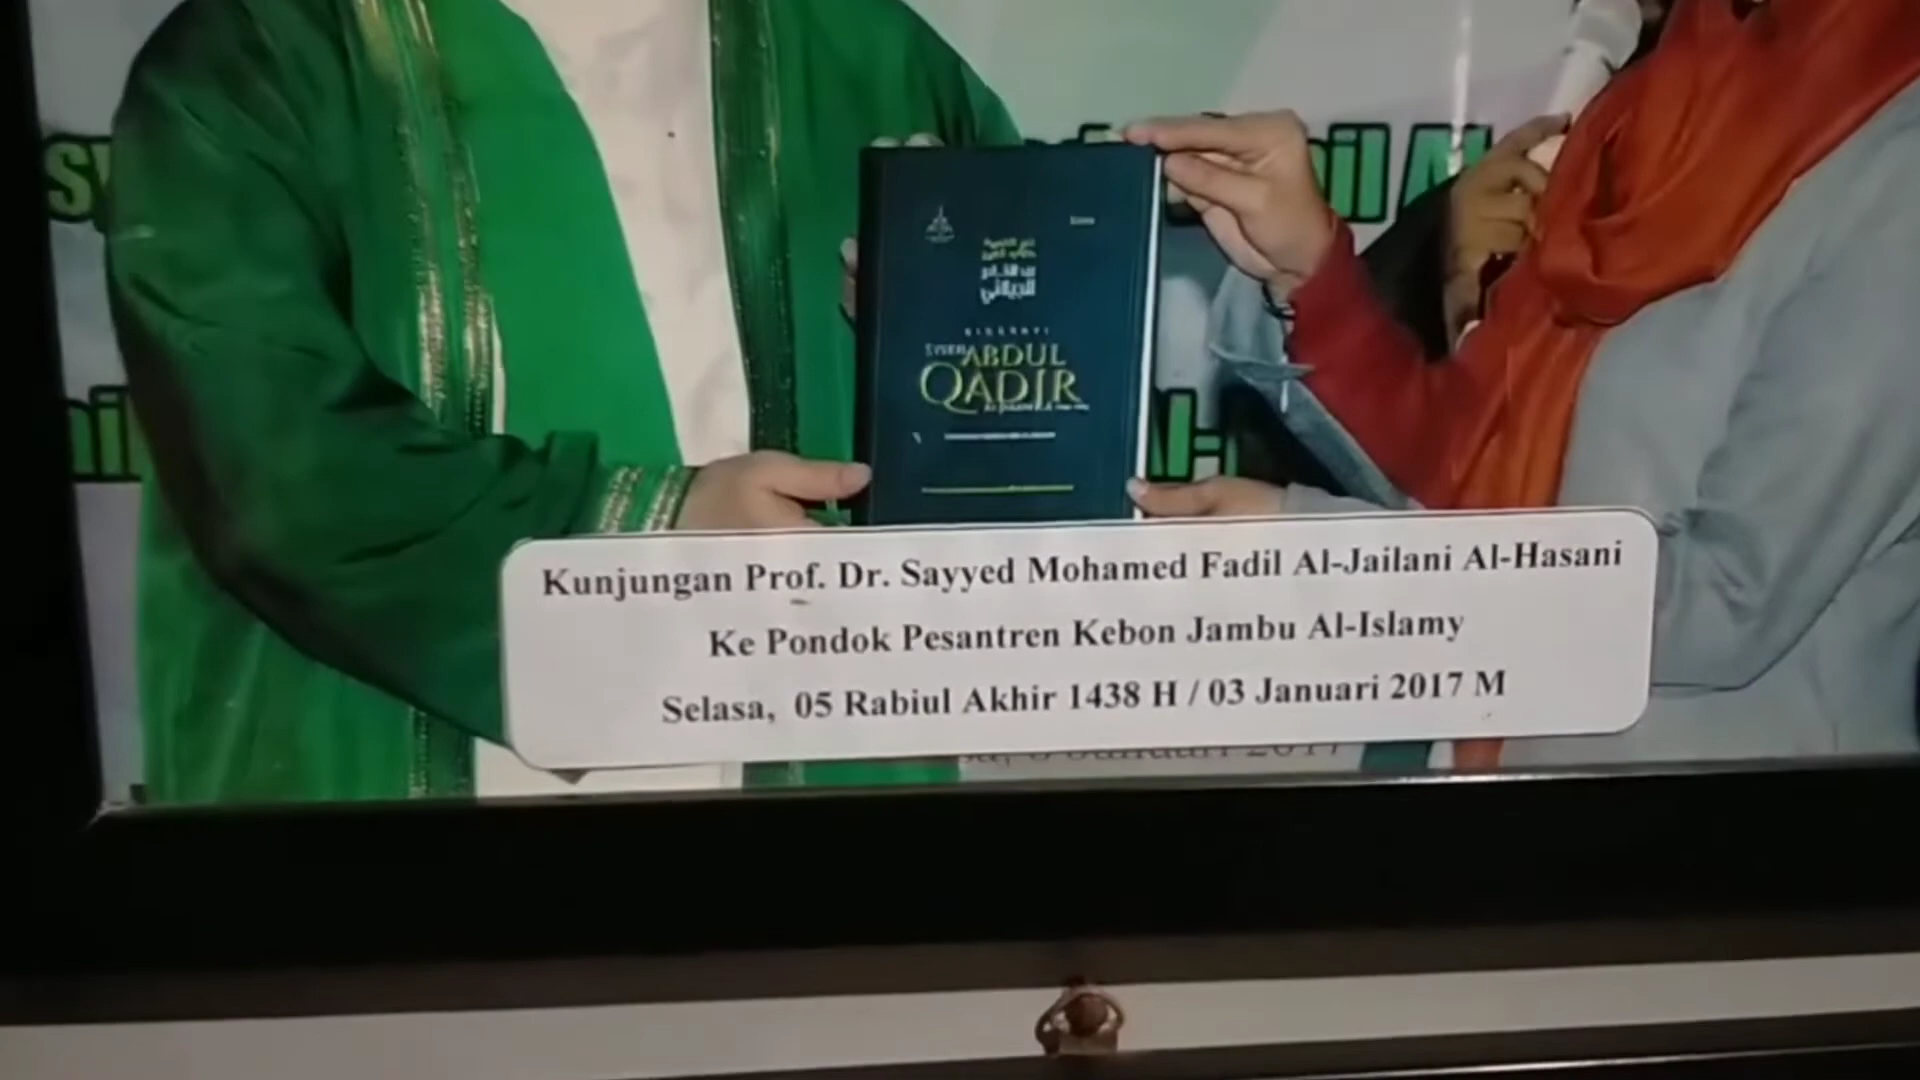 BIOGRAFI
SYEKH ABDUL
QADIR
Kunjungan Prof. Dr. Sayyed Mohamed Fadil Al-Jailani Al-Hasani
Ke Pondok Pesantren Kebon Jambu Al-Islamy
Selasa, 05 Rabiul Akhir 1438 H / 03 Januari 2017 M